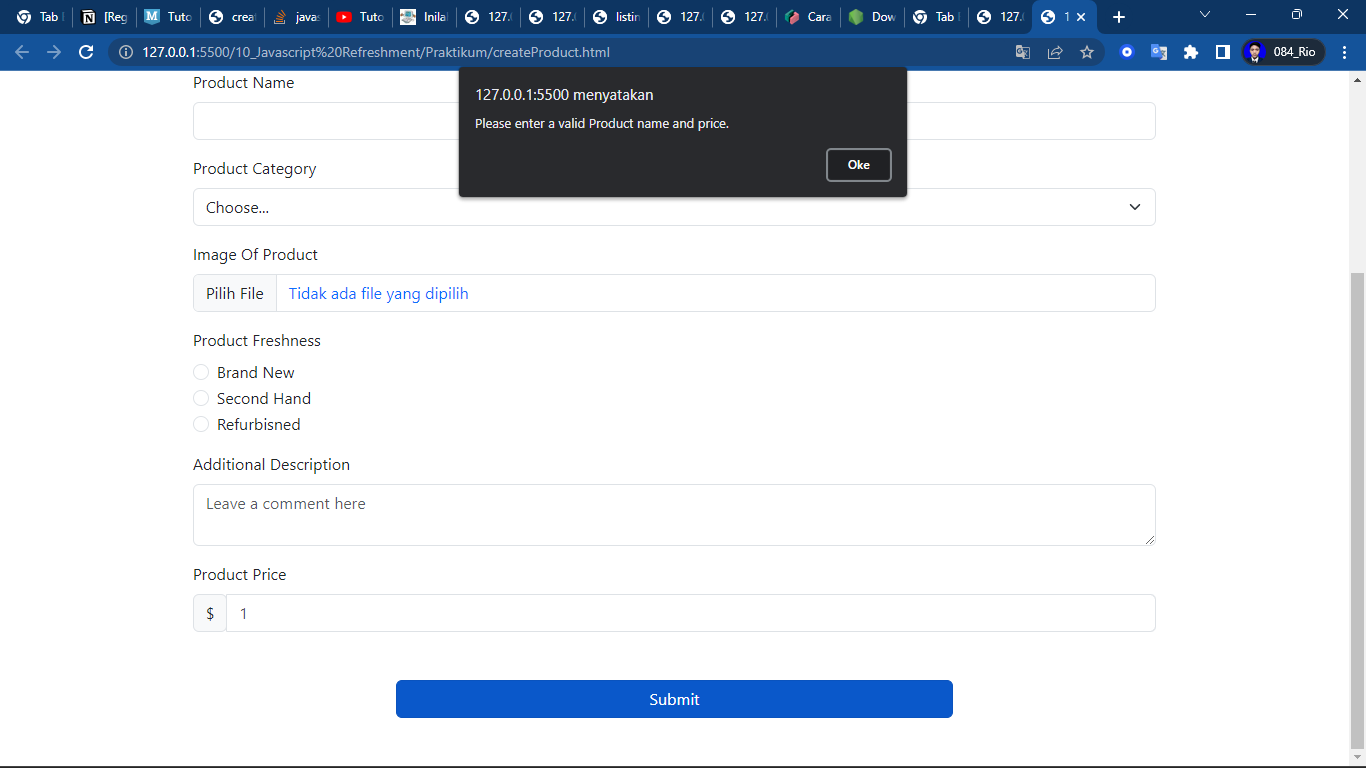 Tab [Reg Tuto crea javas Tuto Inilal 127.( 127.( listin 127.( 127.( Cara Dow Tab 127.( 1
127.0.0.1:5500/10_Javascript%20Refreshment/Praktikum/createProduct.html
084_Rio
Product Name
127.0.0.1:5500 menyatakan
Please enter a valid Product name and price.
Oke
Product Category
Choose...
Image Of Product
Pilih File Tidak ada file yang dipilih
Product Freshness
Brand New
Second Hand
Refurbisned
Additional Description
Leave a comment here
Product Price
$ 1
Submit